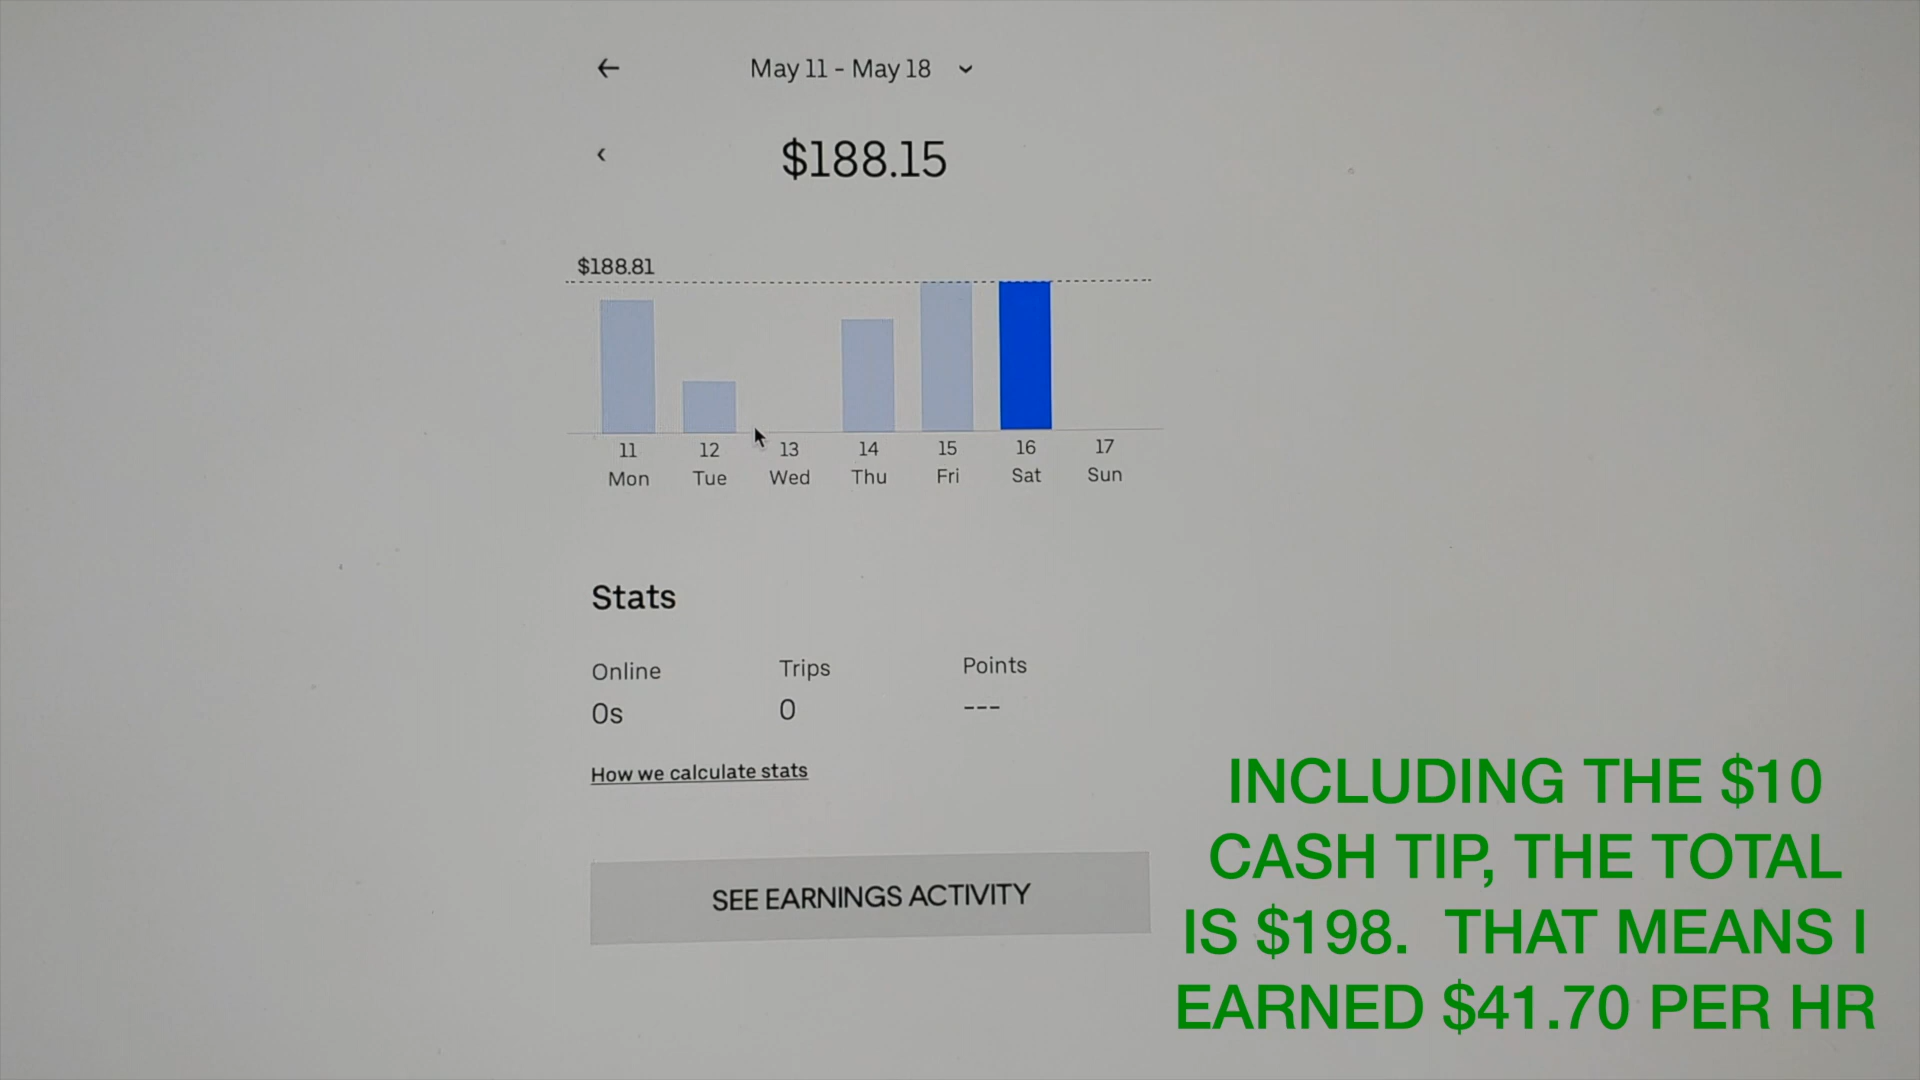 May 11 - May 18
$188.15
$188.81
11 12 13 14 15 16 17
Mon Tue Wed Thu Fri Sat Sun
Stats
Online Trips Points
0s 0 ---
How we calculate stats
SEE EARNINGS ACTIVITY
INCLUDING THE $10
CASH TIP, THE TOTAL
IS $198. THAT MEANS I
EARNED $41.70 PER HR